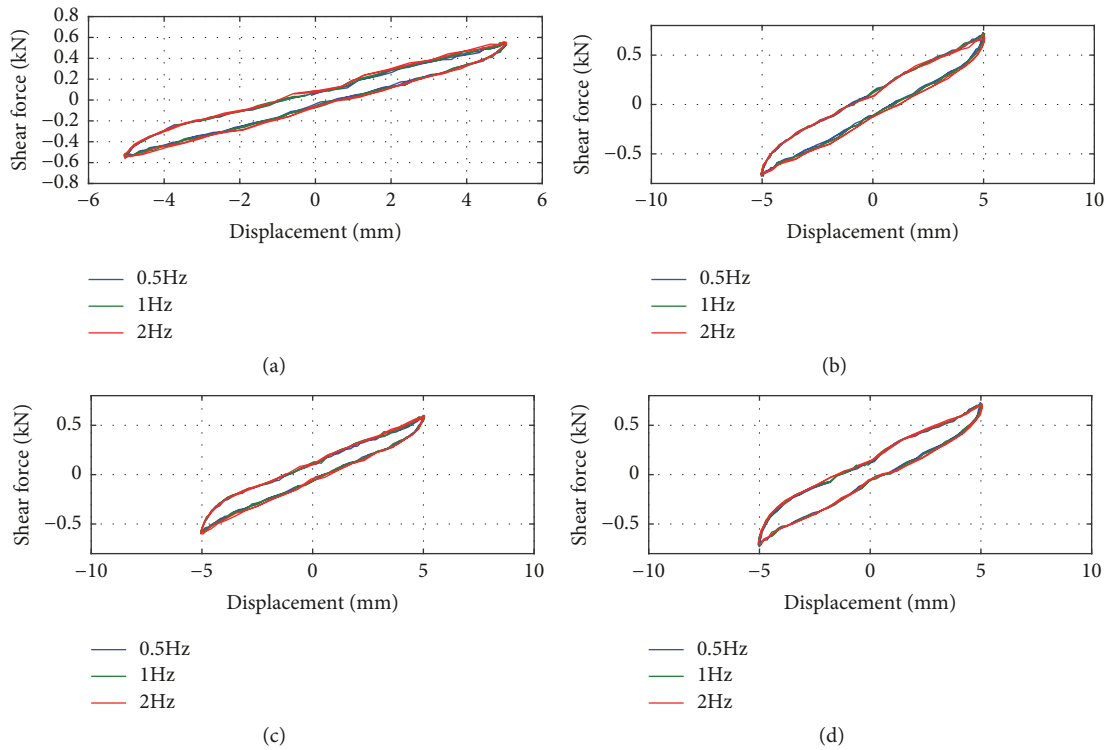 0.8
0.6
0.4
0.2
0
−0.2
−0.4
−0.6
−0.8
Shear force (kN)
−6
−4
−2
0
2
4
6
Displacement (mm)
0.5Hz
1Hz
2Hz
(a)
0.5
0
−0.5
Shear force (kN)
−10
−5
0
5
10
Displacement (mm)
0.5Hz
1Hz
2Hz
(b)
0.5
0
−0.5
Shear force (kN)
−10
−5
0
5
10
Displacement (mm)
0.5Hz
1Hz
2Hz
(c)
0.5
0
−0.5
Shear force (kN)
−10
−5
0
5
10
Displacement (mm)
0.5Hz
1Hz
2Hz
(d)